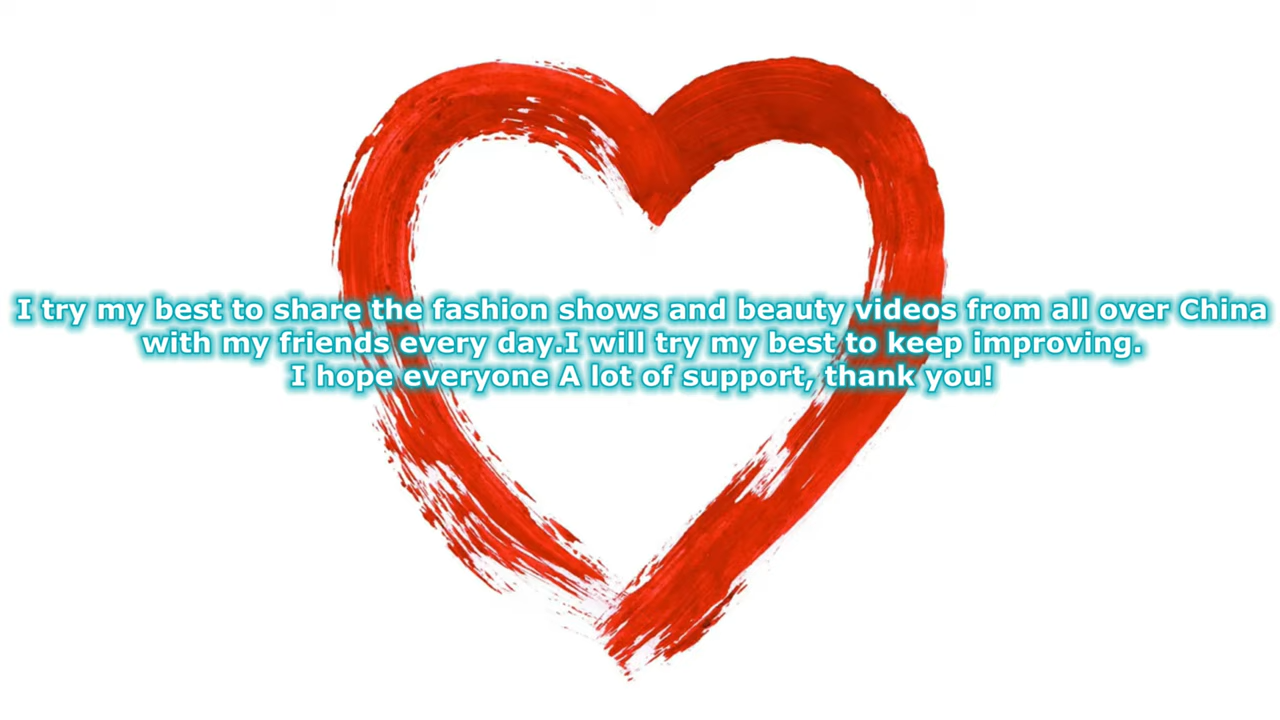 I try my best to share the fashion shows and beauty videos from all over China
with my friends every day.I will try my best to keep improving.
I hope everyone A lot of support, thank you!